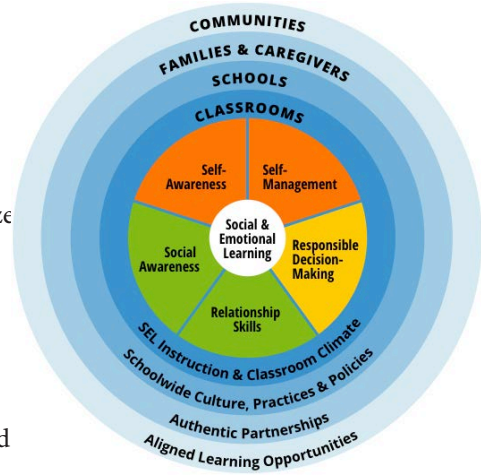 COMMUNITIES
FAMILIES & CAREGIVERS
SCHOOLS
CLASSROOMS
Self-
Awareness
Self-
Management
ze
Social &
Emotional
Learning
Social
Awareness
Responsible
Decision-
Making
Relationship
Skills
SEL Instruction & Classroom Climate
Schoolwide Culture, Practices & Policies
Authentic Partnerships
d
Aligned Learning Opportunities